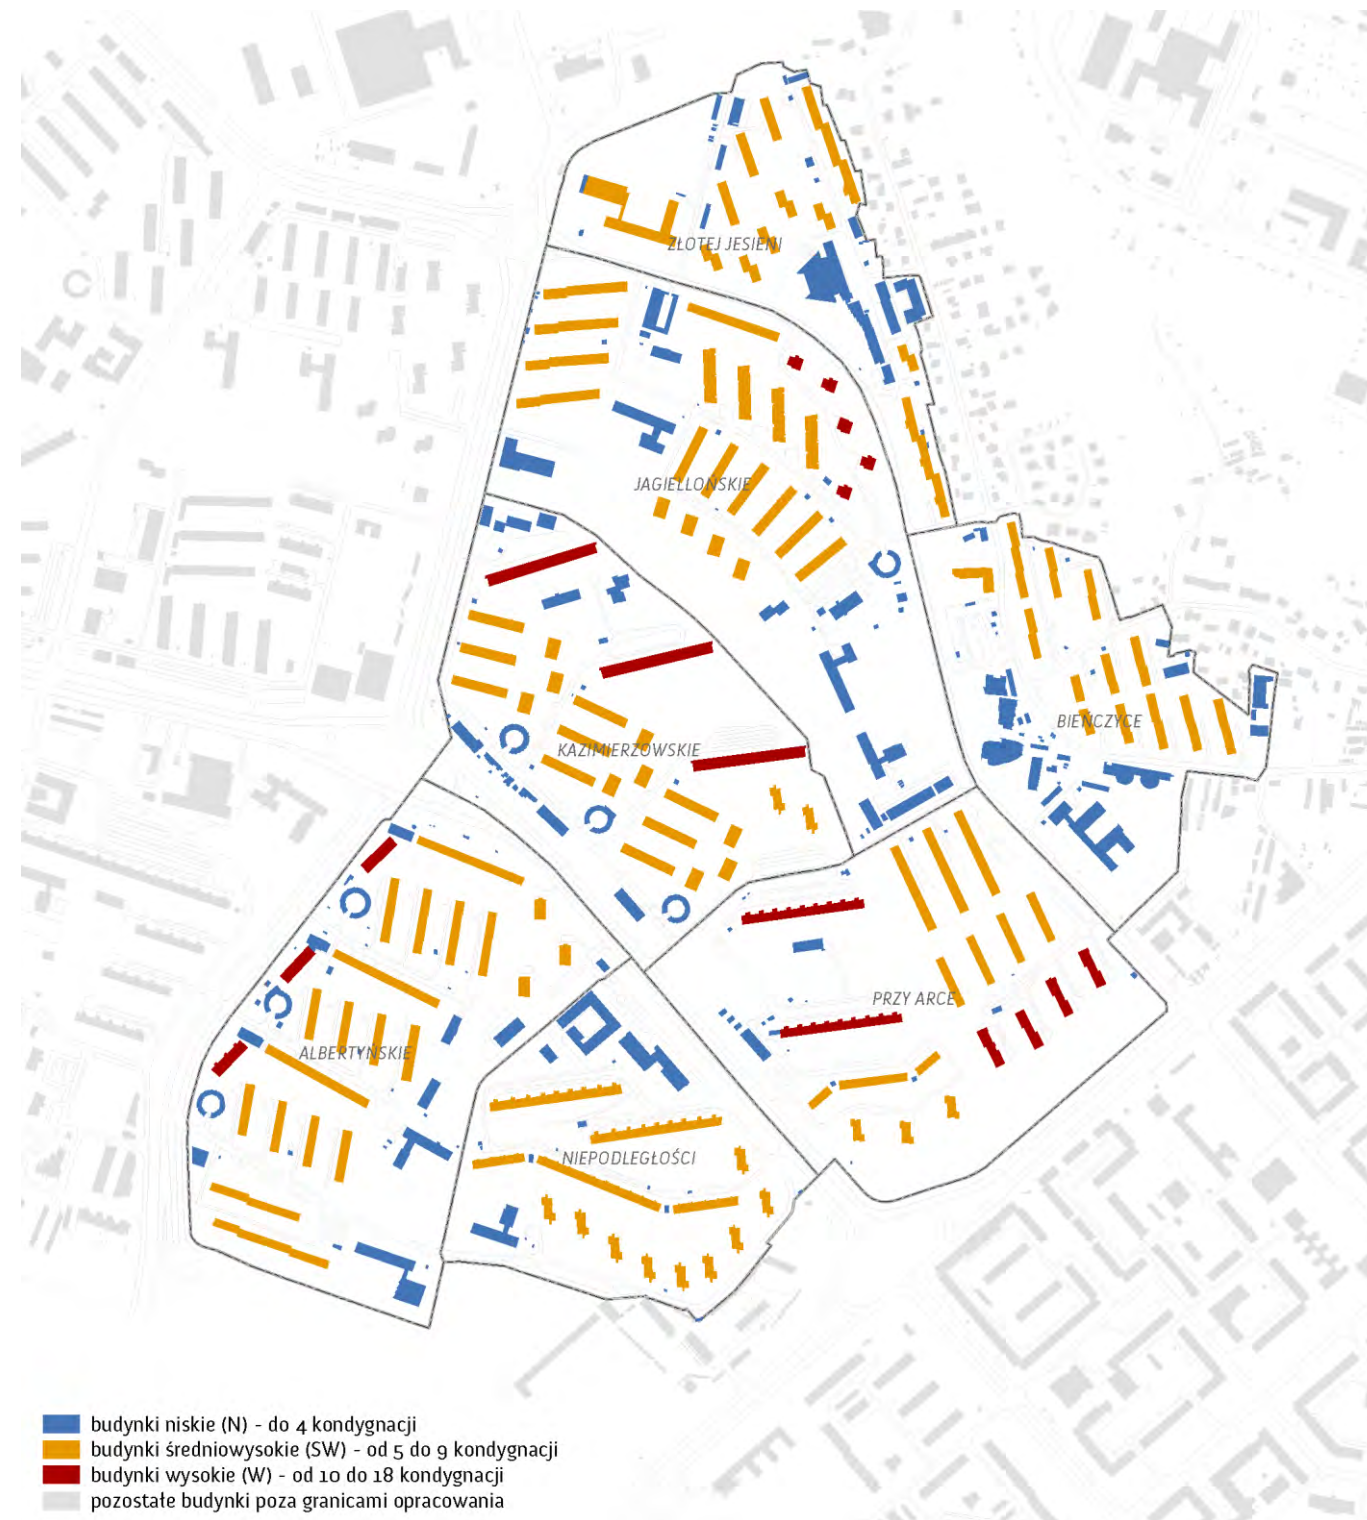 ZŁOTEJ JESIENI
JAGIELLOŃSKIE
BIEŃCZYCE
KAZIMIERZOWSKIE
PRZY ARCE
ALBERTYŃSKIE
NIEPODLEGŁOŚCI
budynki niskie (N) - do 4 kondygnacji
budynki średniowysokie (SW) - od 5 do 9 kondygnacji
budynki wysokie (W) - od 10 do 18 kondygnacji
pozostałe budynki poza granicami opracowania